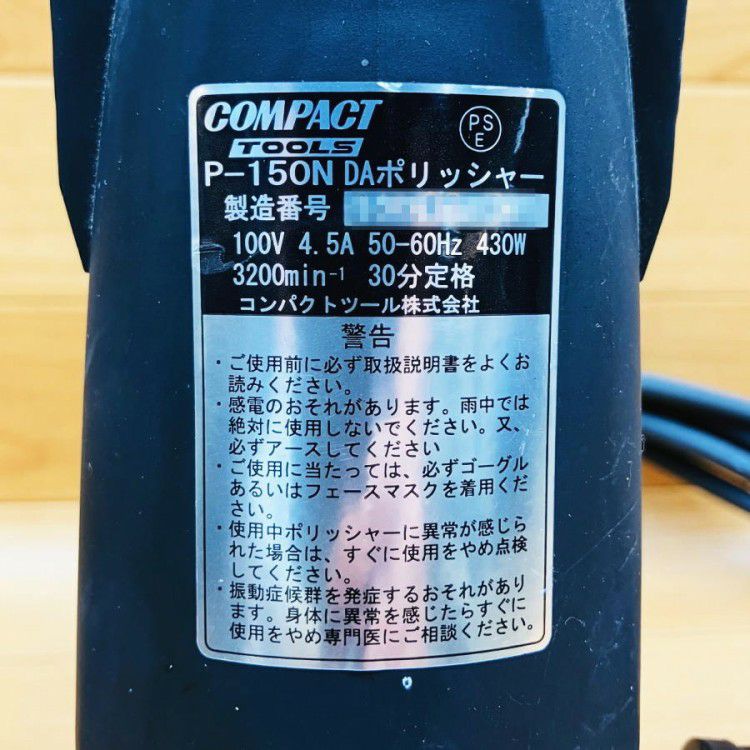 COMPACT
TOOLS
PS
E
P-150N DAポリッシャー
製造番号
100V 4.5A 50-60Hz 430W
3200min-1 30分定格
コンパクトツール株式会社
警告
・ご使用前に必ず取扱説明書をよくお
読みください。
・感電のおそれがあります。雨中では
絶対に使用しないでください。又、
必ずアースしてください
・ご使用に当たっては、必ずゴーグル
あるいはフェースマスクを着用くだ
さい。
・使用中ポリッシャーに異常が感じら
れた場合は、すぐに使用をやめ点検
してください。
・振動症候群を発症するおそれがあり
ます。身体に異常を感じたらすぐに
使用をやめ専門医にご相談ください。